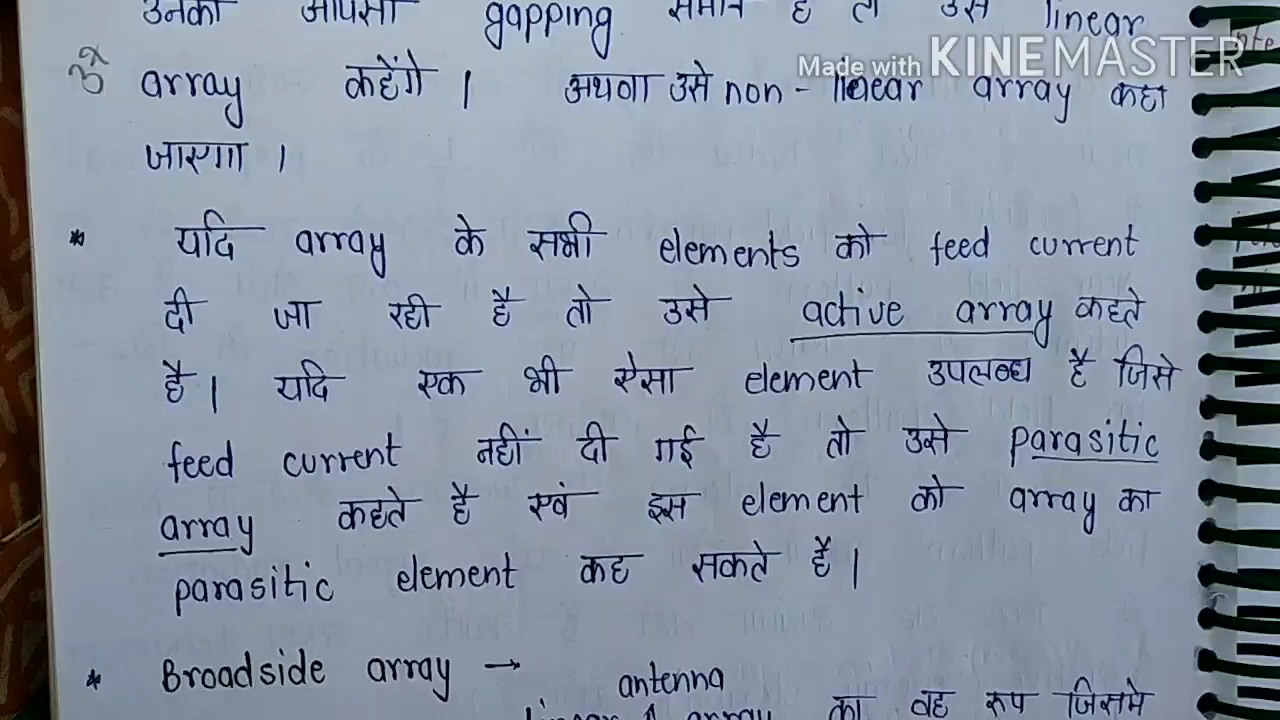 उनकी आपसी gapping समान है तो उसे linear
Made with KINEMASTER
array कहेंगे । अथवा उसे non - linear array कहा
जाएगा ।
* यदि array के सभी elements को feed current
दी जा रही है तो उसे active array कहते
है । यदि एक भी ऐसा element उपलब्ध है जिसे
feed current नहीं दी गई है तो उसे parasitic
array कहते है एवं इस element को array का
parasitic element कह सकते है ।
* Broadside array → antenna
linear array का वह रूप जिसमे